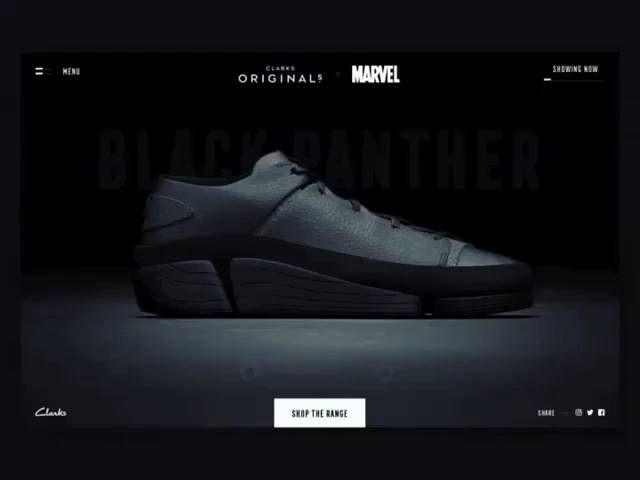 MENU
CLARKS
ORIGINALS
MARVEL
SHOWING NOW
BLACK PANTHER
Clarks
SHOP THE RANGE
SHARE